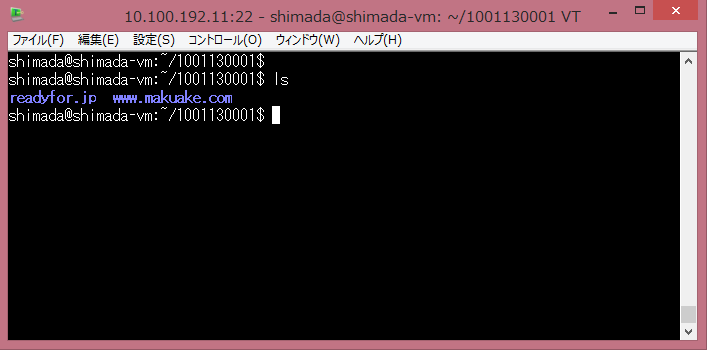 10.100.192.11:22 - shimada@shimada-vm: ~/1001130001 VT
ファイル(F) 編集(E) 設定(S) コントロール(O) ウィンドウ(W) ヘルプ(H)
shimada@shimada-vm:~/1001130001$
shimada@shimada-vm:~/1001130001$ ls
readyfor.jp www.makuake.com
shimada@shimada-vm:~/1001130001$